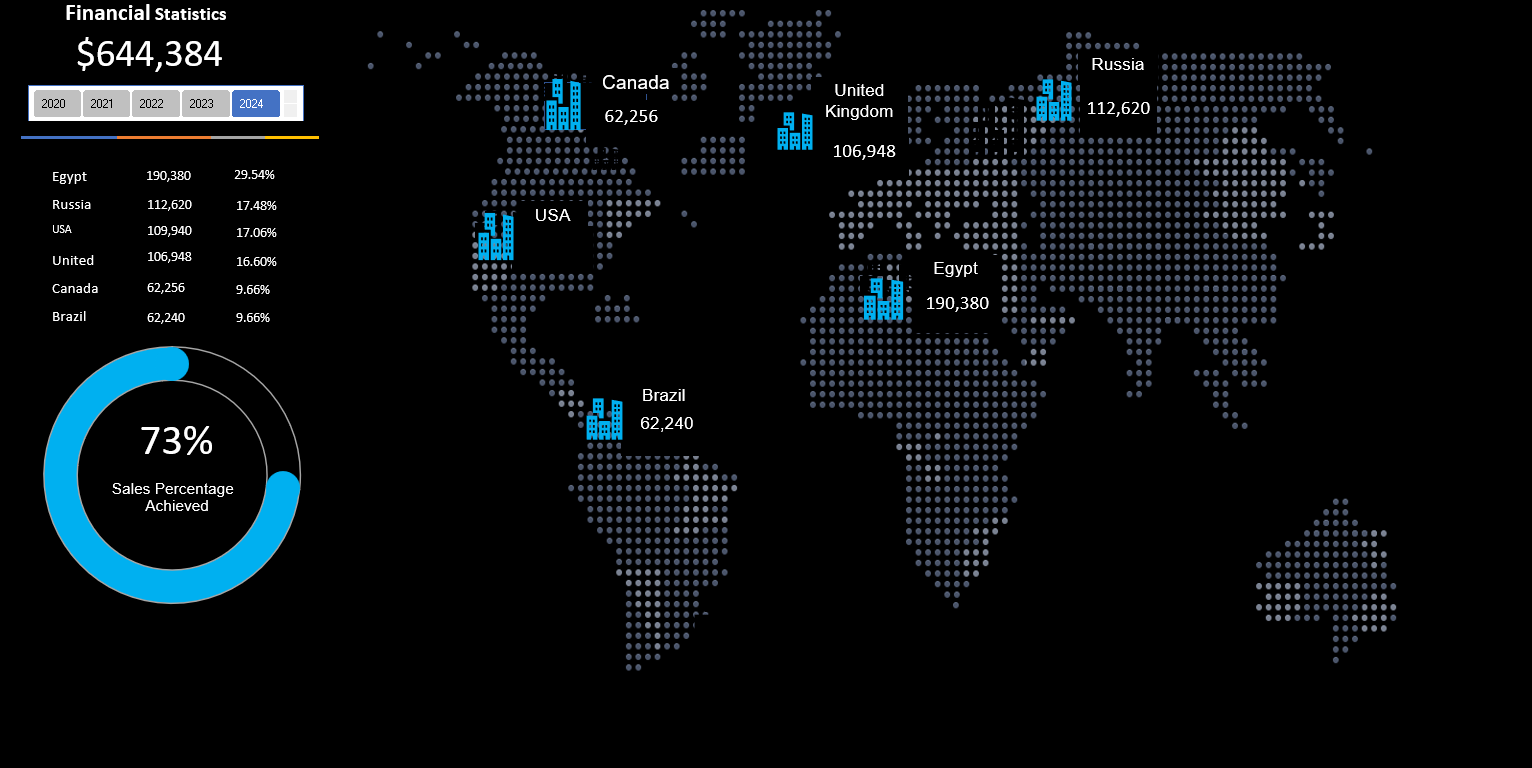 Financial Statistics
$644,384
2020 2021 2022 2023 2024
Egypt 190,380 29.54%
Russia 112,620 17.48%
USA 109,940 17.06%
United 106,948 16.60%
Canada 62,256 9.66%
Brazil 62,240 9.66%
73%
Sales Percentage
Achieved
Canada
62,256
United
Kingdom
106,948
Russia
112,620
USA
Egypt
190,380
Brazil
62,240